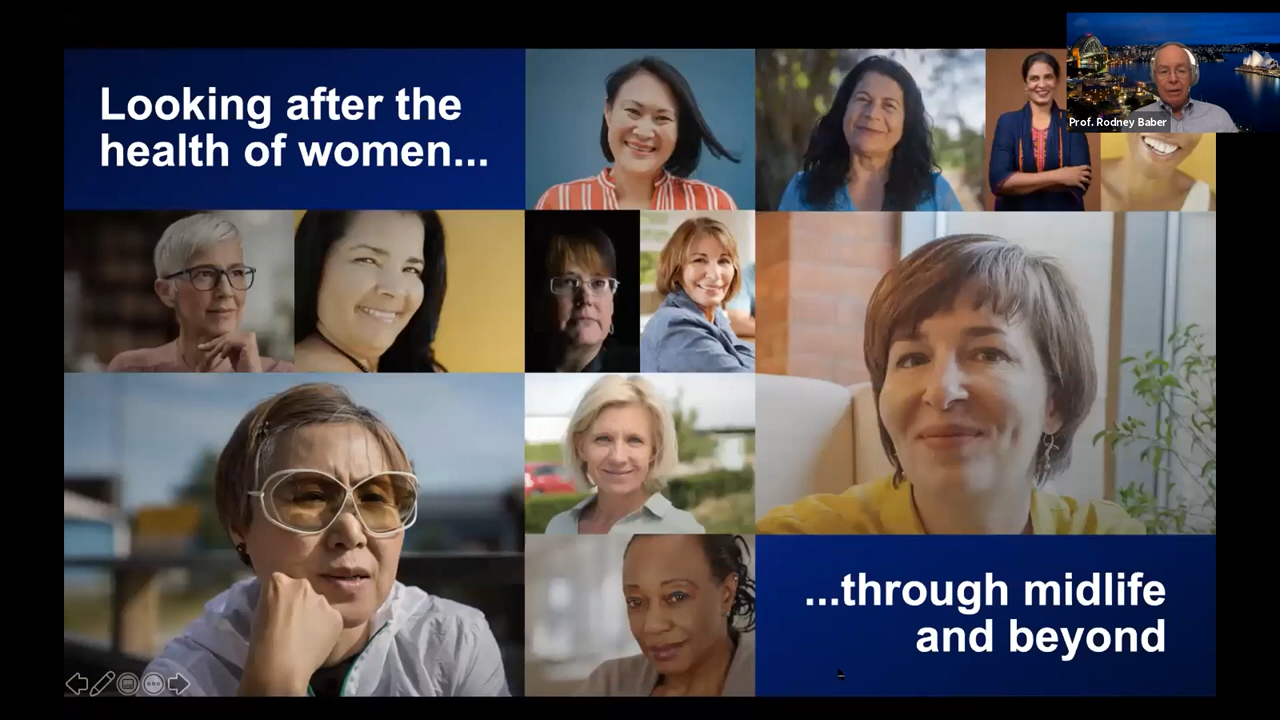 Looking after the
health of women...
Prof. Rodney Baber
...through midlife
and beyond